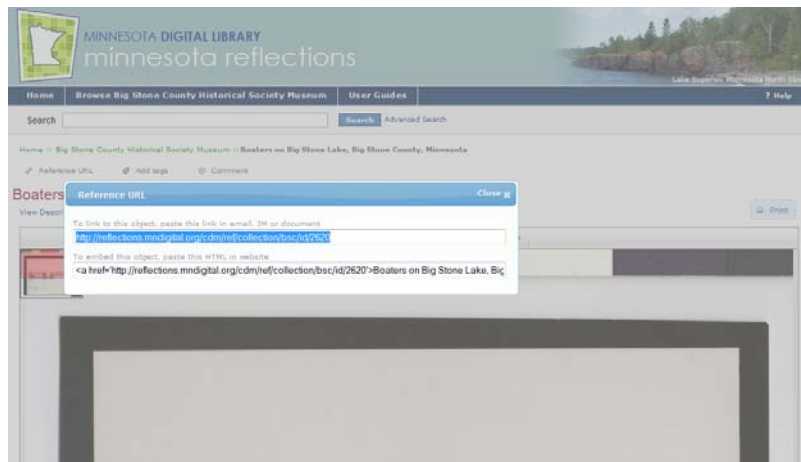 MINNESOTA DIGITAL LIBRARY
minnesota reflections
Lake Superior, Minnesota North
Home Browse Big Stone County Historical Society Museum User Guides ? Help
Search Search Advanced Search
Home > Big Stone County Historical Society Museum > Boaters on Big Stone Lake, Big Stone County, Minnesota
Reference URL Add tags Comment
Boaters
View Descri
Print
Reference URL Close x
To link to this object, paste this link in email, IM or document
http://reflections.mndigital.org/cdm/ref/collection/bsc/id/2620
To embed this object, paste this HTML in website
<a href='http://reflections.mndigital.org/cdm/ref/collection/bsc/id/2620'>Boaters on Big Stone Lake, Big